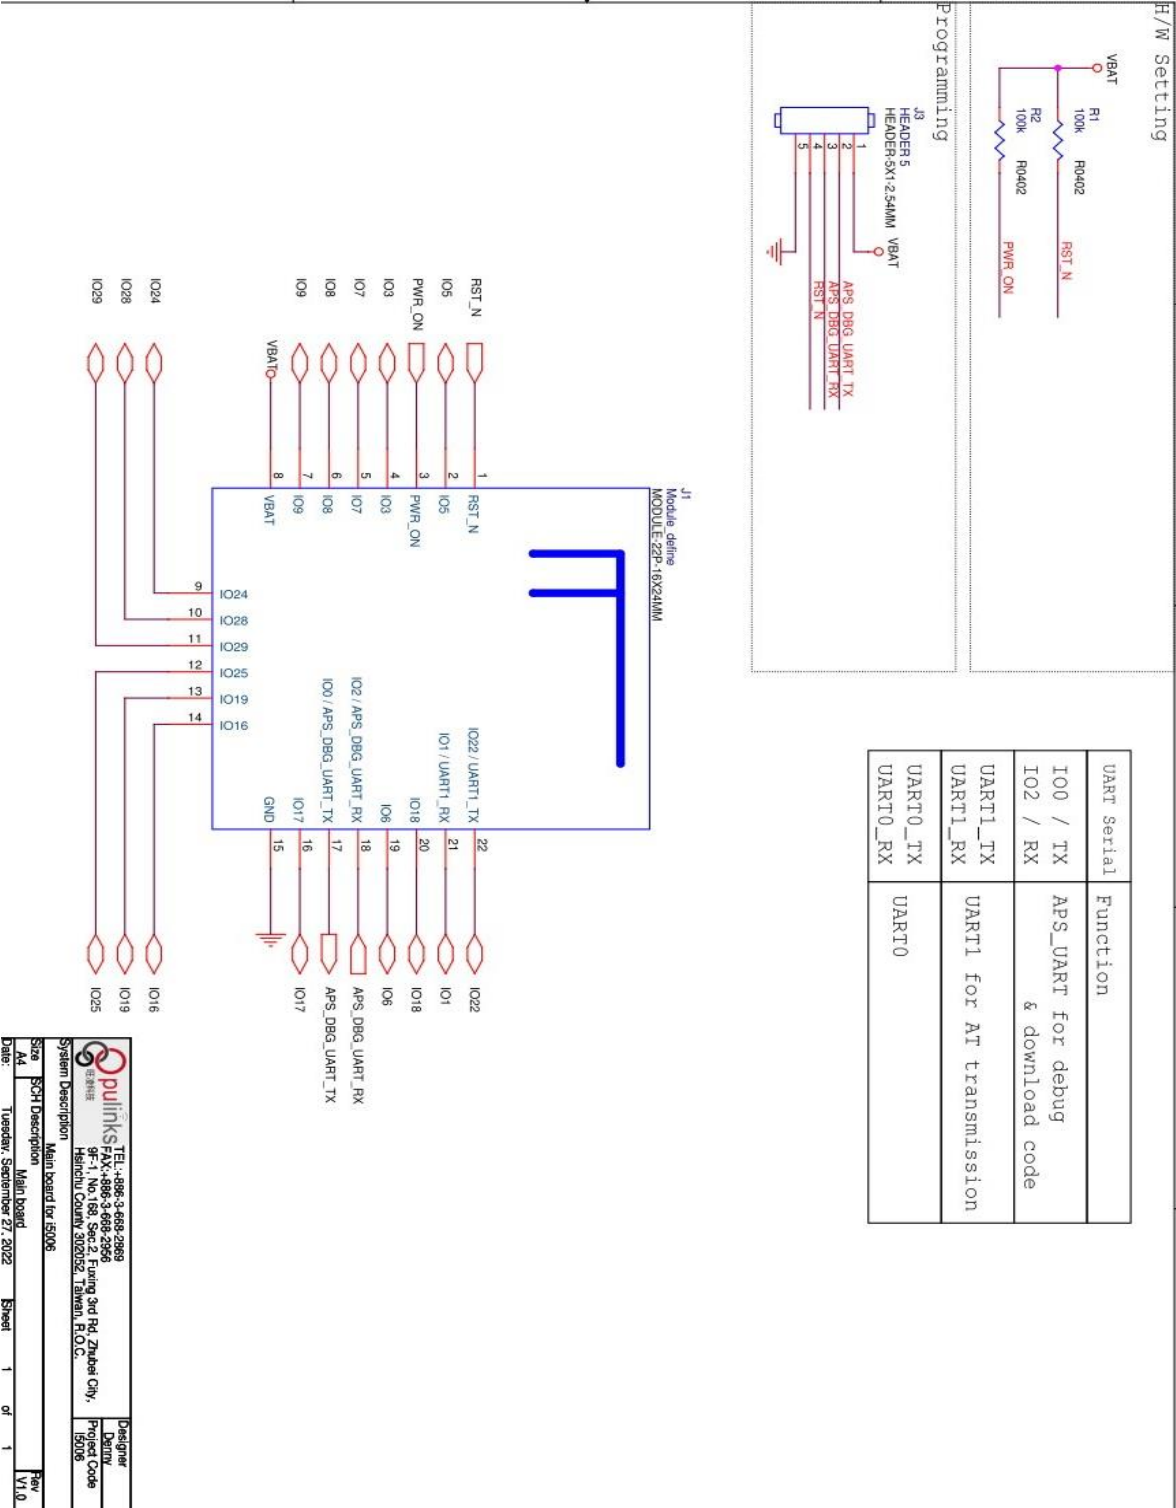 H/W Setting
VBAT
R1
100k
R0402
RST_N
R2
100k
R0402
PWR_ON
Programming
J3
HEADER 5
HEADER-5X1-2.54MM
VBAT
1
2
3
4
5
APS_DBG_UART_TX
APS_DBG_UART_RX
RST_N
UART Serial
Function
IO0 / TX
IO2 / RX
APS_UART for debug
& download code
UART1_TX
UART1_RX
UART1 for AT transmission
UART0_TX
UART0_RX
UART0
J1
Module_define
MODULE-22P-16X24MM
RST_N
1
RST_N
IO5
2
IO5
PWR_ON
3
PWR_ON
IO3
4
IO3
IO7
5
IO7
IO8
6
IO8
IO9
7
IO9
VBAT
8
VBAT
IO24
IO28
IO29
9
IO24
10
IO28
11
IO29
12
IO25
13
IO19
14
IO16
IO22 / UART1_TX
22
IO22
IO1 / UART1_RX
21
IO1
IO18
20
IO18
IO6
19
IO6
IO2 / APS_DBG_UART_RX
18
APS_DBG_UART_RX
IO0 / APS_DBG_UART_TX
17
APS_DBG_UART_TX
IO17
16
IO17
GND
15
IO16
IO19
IO25
Opulinks
旺凌科技
TEL:+886-3-668-2869
FAX:+886-3-668-2956
9F-1, No.168, Sec.2, Fuxing 3rd Rd, Zhubei City,
Hsinchu County 302052, Taiwan, R.O.C.
Designer
Denny
Project Code
i5006
System Description
Main board for i5006
Size
A4
SCH Description
Main board
Rev
V1.0
Date:
Tuesday, September 27, 2022
Sheet
1
of
1